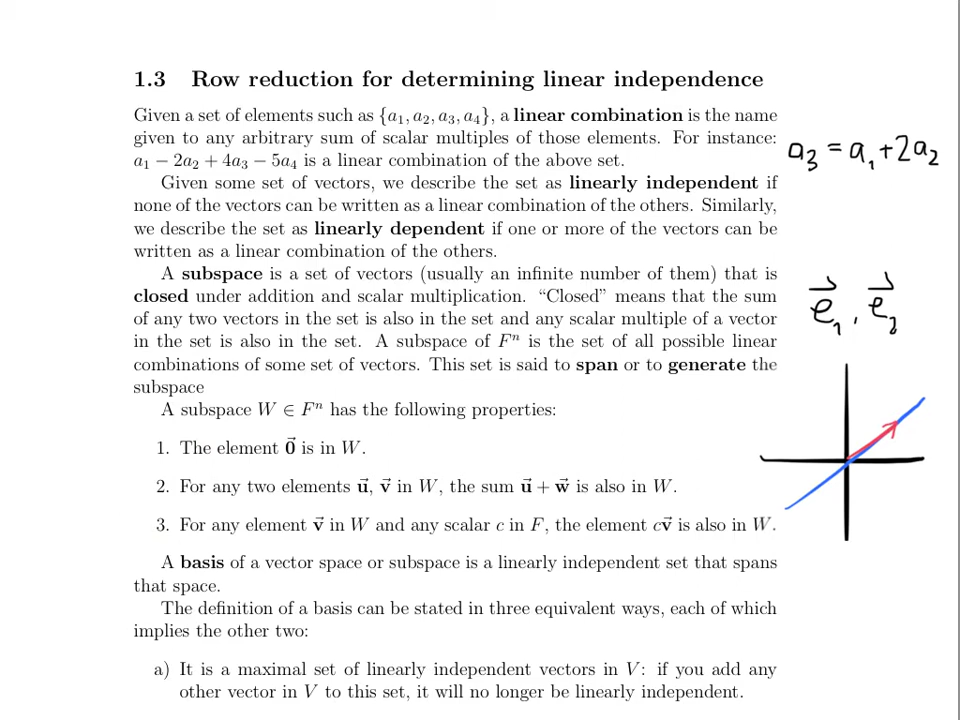 1.3 Row reduction for determining linear independence
Given a set of elements such as {a₁, a₂, a₃, a₄}, a linear combination is the name
given to any arbitrary sum of scalar multiples of those elements. For instance:
a₁ − 2a₂ + 4a₃ − 5a₄ is a linear combination of the above set.
Given some set of vectors, we describe the set as linearly independent if
none of the vectors can be written as a linear combination of the others. Similarly,
we describe the set as linearly dependent if one or more of the vectors can be
written as a linear combination of the others.
A subspace is a set of vectors (usually an infinite number of them) that is
closed under addition and scalar multiplication. “Closed” means that the sum
of any two vectors in the set is also in the set and any scalar multiple of a vector
in the set is also in the set. A subspace of Fⁿ is the set of all possible linear
combinations of some set of vectors. This set is said to span or to generate the
subspace
A subspace W ∈ Fⁿ has the following properties:
1. The element 0⃗ is in W.
2. For any two elements u⃗, v⃗ in W, the sum u⃗ + w⃗ is also in W.
3. For any element v⃗ in W and any scalar c in F, the element cv⃗ is also in W.
A basis of a vector space or subspace is a linearly independent set that spans
that space.
The definition of a basis can be stated in three equivalent ways, each of which
implies the other two:
a) It is a maximal set of linearly independent vectors in V: if you add any
other vector in V to this set, it will no longer be linearly independent.
a₃ = a₁ + 2a₂
e⃗₁, e⃗₂